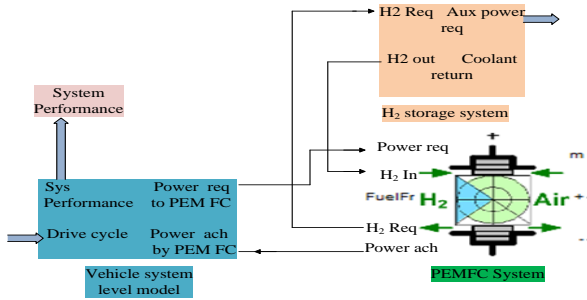 H2 Req Aux power
req
H2 out Coolant
return
H₂ storage system
System
Performance
Power req
H₂ In
FuelFr H₂ Air +
m
+
-
-
H₂ Req
Power ach
PEMFC System
Sys Power req
Performance to PEM FC
Drive cycle Power ach
by PEM FC
Vehicle system
level model